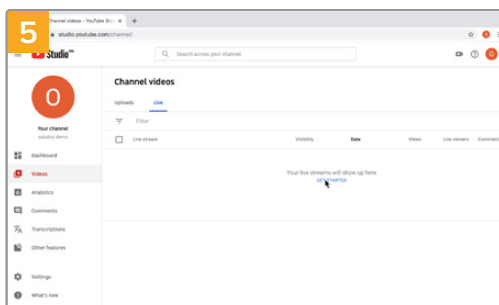 5
Channel videos - YouTube Stu
studio.youtube.com/channel/
Studio
Search across your channel
O
O
Your channel
Channel videos
Uploads
Live
Filter
Live stream
Visibility
Date
Views
Live viewers
Comment
Your live streams will show up here
GET STARTED
Dashboard
Videos
Analytics
Comments
Transcriptions
Other features
Settings
What's new